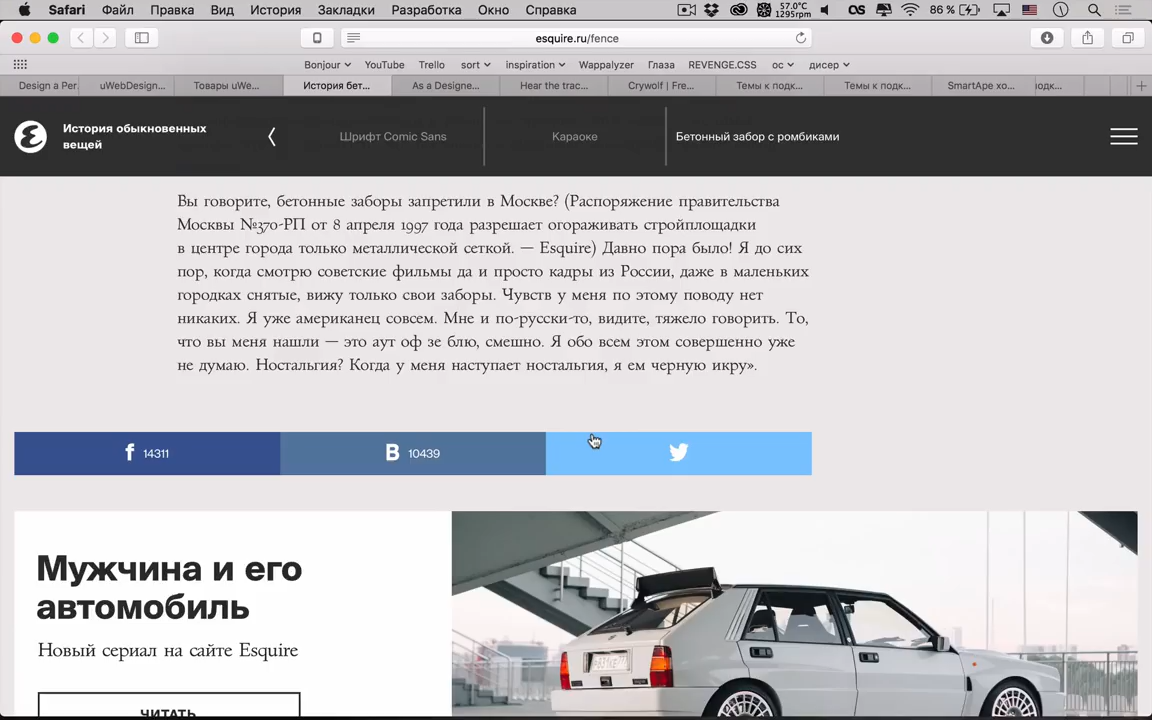 Safari Файл Правка Вид История Закладки Разработка Окно Справка 57.0°C 1295rpm 86 %
esquire.ru/fence
Bonjour YouTube Trello sort inspiration Wappalyzer Глаза REVENGE.CSS ос дисер
Design a Per. uWebDesign... Товары uWe... История бет... As a Designe... Hear the trac... Crywolf | Fre... Темы к подк... Темы к подк... SmartApe хо... юдк...
История обыкновенных вещей
Шрифт Comic Sans Караоке Бетонный забор с ромбиками
Вы говорите, бетонные заборы запретили в Москве? (Распоряжение правительства
Москвы №370-РП от 8 апреля 1997 года разрешает огораживать стройплощадки
в центре города только металлической сеткой. — Esquire) Давно пора было! Я до сих
пор, когда смотрю советские фильмы да и просто кадры из России, даже в маленьких
городках снятые, вижу только свои заборы. Чувств у меня по этому поводу нет
никаких. Я уже американец совсем. Мне и по-русски-то, видите, тяжело говорить. То,
что вы меня нашли — это аут оф зе блю, смешно. Я обо всем этом совершенно уже
не думаю. Ностальгия? Когда у меня наступает ностальгия, я ем черную икру».
f 14311 B 10439
Мужчина и его
автомобиль
Новый сериал на сайте Esquire
ЧИТАТЬ